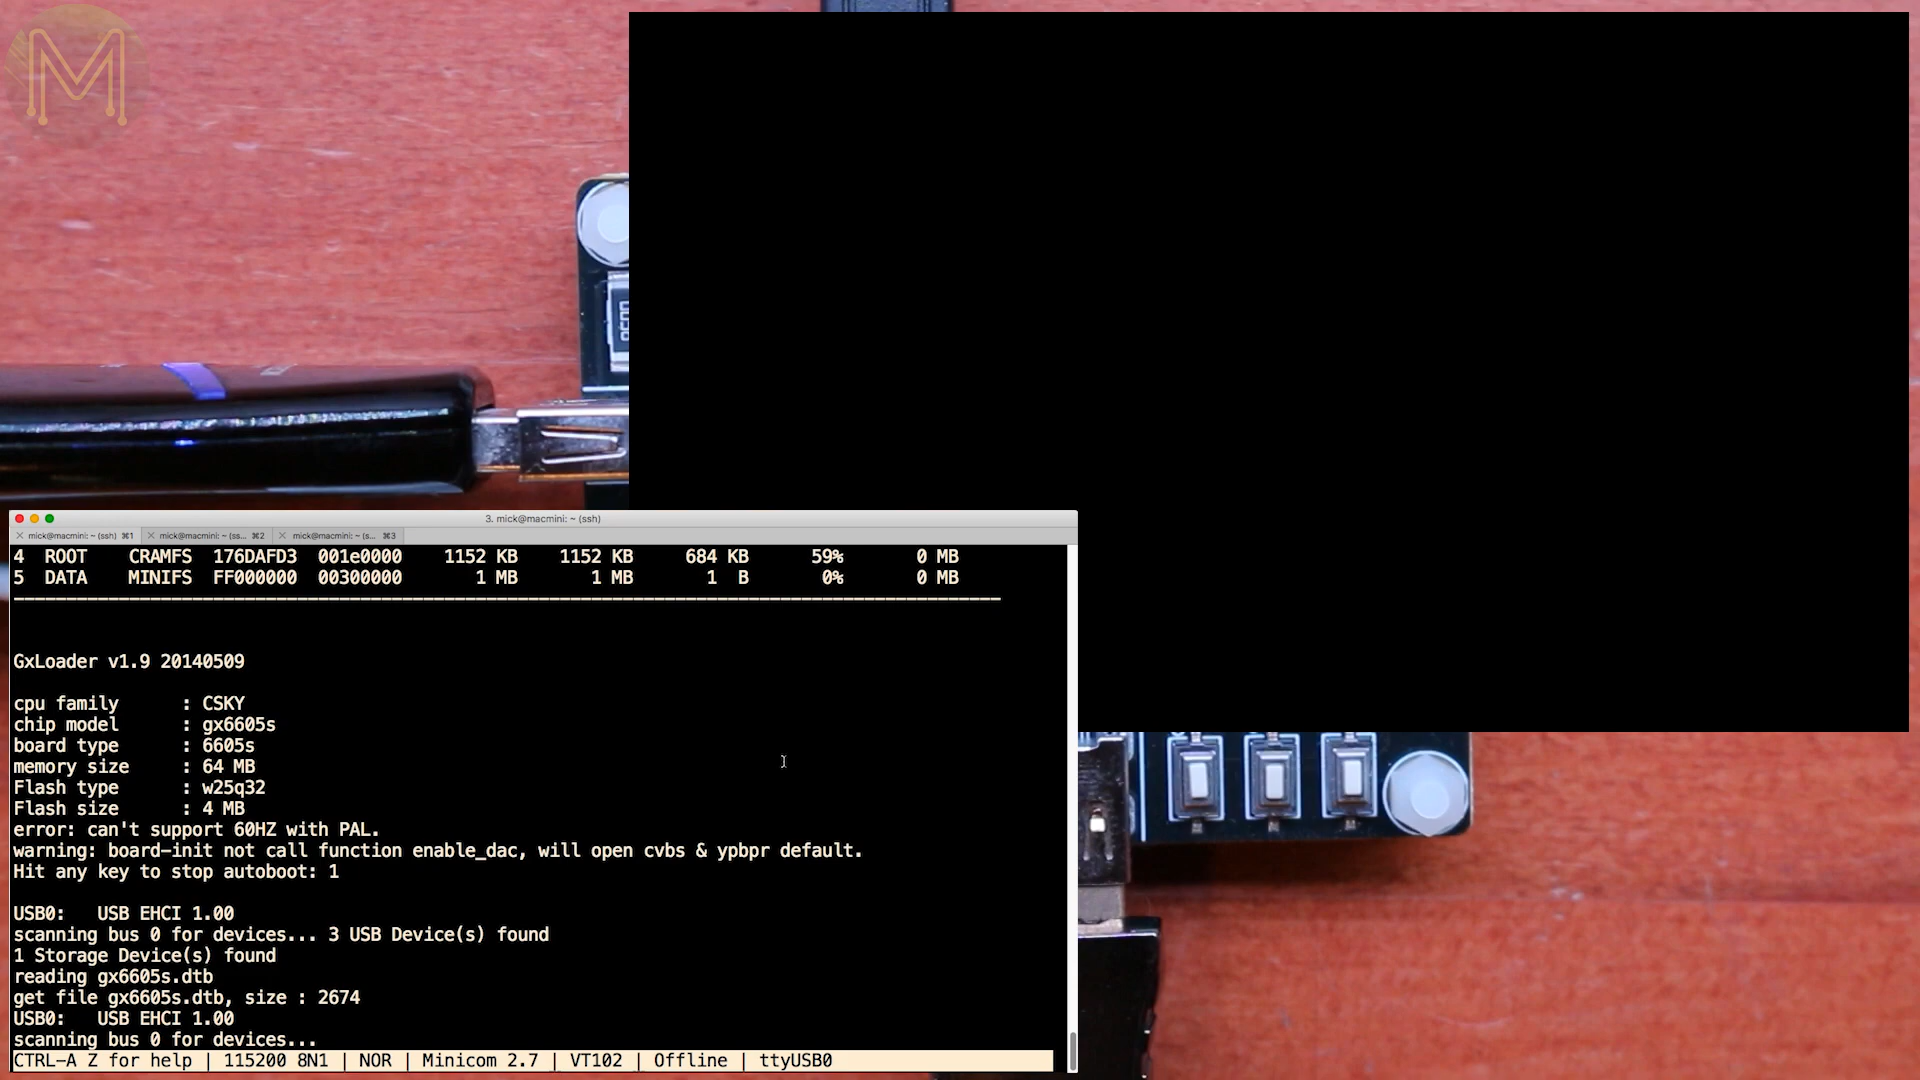 M
3. mick@macmini: ~ (ssh)
mick@macmini: ~ (ssh) ⌘1
mick@macmini: ~ (ss... ⌘2
mick@macmini: ~ (s... ⌘3
4 ROOT CRAMFS 176DAFD3 001e0000 1152 KB 1152 KB 684 KB 59% 0 MB
5 DATA MINIFS FF000000 00300000 1 MB 1 MB 1 B 0% 0 MB
GxLoader v1.9 20140509
cpu family : CSKY
chip model : gx6605s
board type : 6605s
memory size : 64 MB
Flash type : w25q32
Flash size : 4 MB
error: can't support 60HZ with PAL.
warning: board-init not call function enable_dac, will open cvbs & ypbpr default.
Hit any key to stop autoboot: 1
USB0: USB EHCI 1.00
scanning bus 0 for devices... 3 USB Device(s) found
1 Storage Device(s) found
reading gx6605s.dtb
get file gx6605s.dtb, size : 2674
USB0: USB EHCI 1.00
scanning bus 0 for devices...
CTRL-A Z for help | 115200 8N1 | NOR | Minicom 2.7 | VT102 | Offline | ttyUSB0